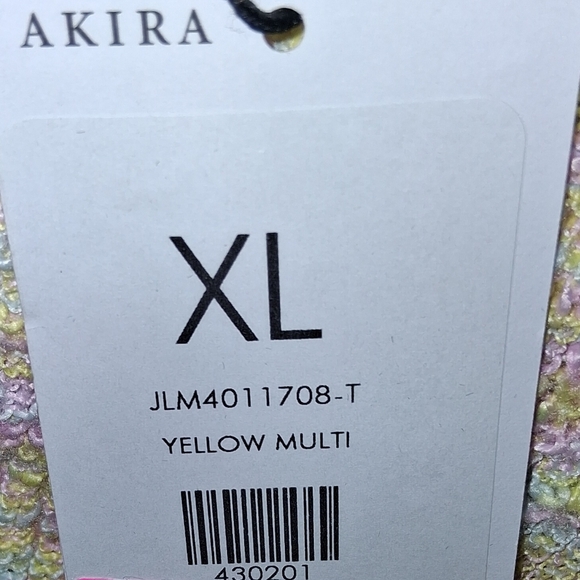 AKIRA
XL
JLM4011708-T
YELLOW MULTI
430201